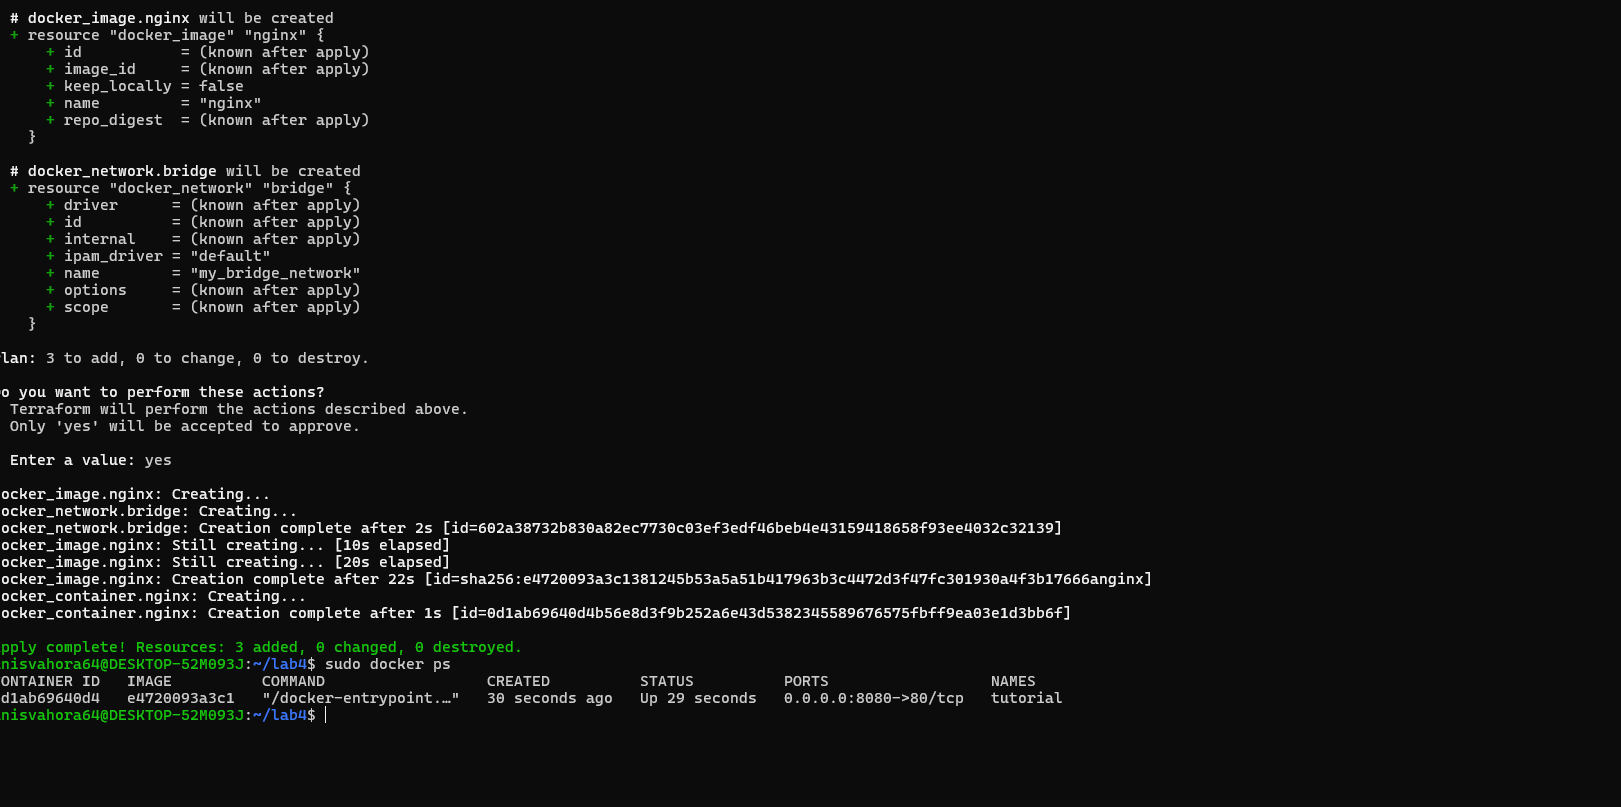 # docker_image.nginx will be created
+ resource "docker_image" "nginx" {
+ id = (known after apply)
+ image_id = (known after apply)
+ keep_locally = false
+ name = "nginx"
+ repo_digest = (known after apply)
}
# docker_network.bridge will be created
+ resource "docker_network" "bridge" {
+ driver = (known after apply)
+ id = (known after apply)
+ internal = (known after apply)
+ ipam_driver = "default"
+ name = "my_bridge_network"
+ options = (known after apply)
+ scope = (known after apply)
}
lan: 3 to add, 0 to change, 0 to destroy.
o you want to perform these actions?
Terraform will perform the actions described above.
Only 'yes' will be accepted to approve.
Enter a value: yes
ocker_image.nginx: Creating...
ocker_network.bridge: Creating...
ocker_network.bridge: Creation complete after 2s [id=602a38732b830a82ec7730c03ef3edf46beb4e43159418658f93ee4032c32139]
ocker_image.nginx: Still creating... [10s elapsed]
ocker_image.nginx: Still creating... [20s elapsed]
ocker_image.nginx: Creation complete after 22s [id=sha256:e4720093a3c1381245b53a5a51b417963b3c4472d3f47fc301930a4f3b17666anginx]
ocker_container.nginx: Creating...
ocker_container.nginx: Creation complete after 1s [id=0d1ab69640d4b56e8d3f9b252a6e43d5382345589676575fbff9ea03e1d3bb6f]
pply complete! Resources: 3 added, 0 changed, 0 destroyed.
nisvahora64@DESKTOP-52M093J:~/lab4$ sudo docker ps
ONTAINER ID IMAGE COMMAND CREATED STATUS PORTS NAMES
d1ab69640d4 e4720093a3c1 "/docker-entrypoint.…" 30 seconds ago Up 29 seconds 0.0.0.0:8080->80/tcp tutorial
nisvahora64@DESKTOP-52M093J:~/lab4$